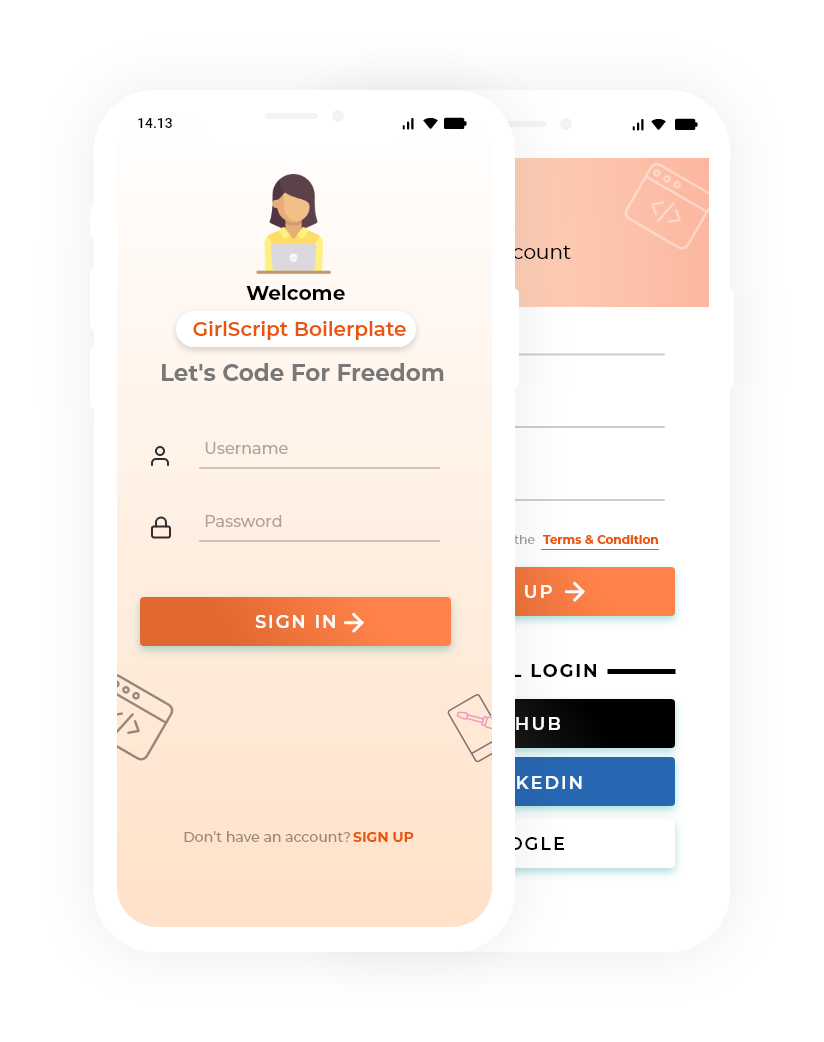 14.13
Welcome
GirlScript Boilerplate
Let's Code For Freedom
Username
Password
SIGN IN
Don't have an account? SIGN UP
count
the Terms & Condition
UP
L LOGIN
HUB
KEDIN
OGLE